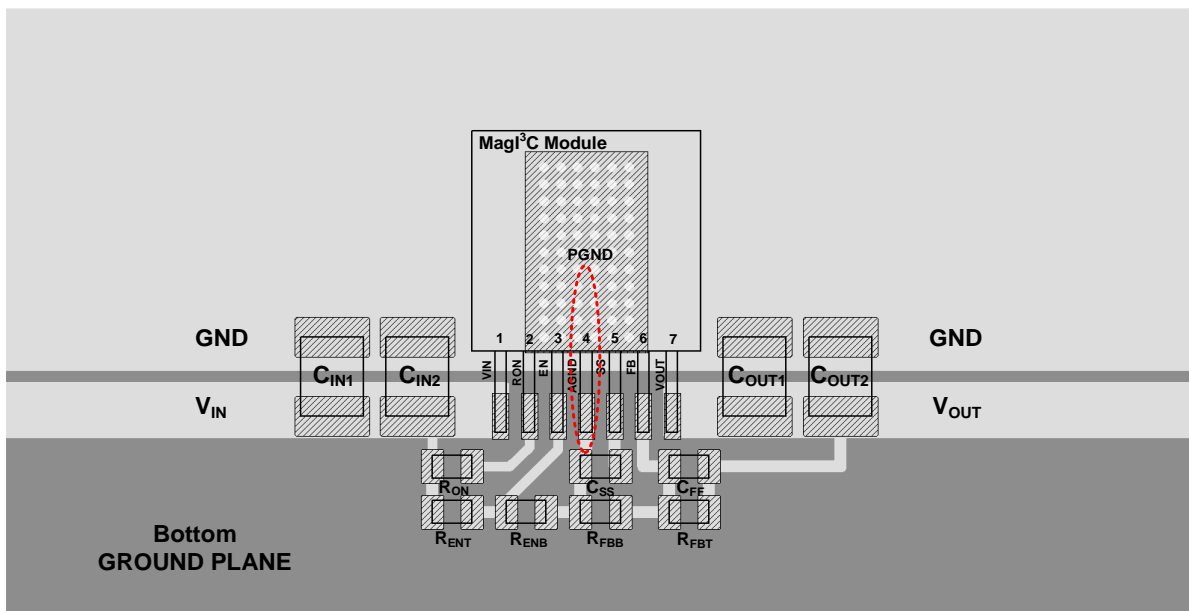 MagI³C Module
PGND
1 2 3 4 5 6 7
GND
GND
VIN
RON
EN
AGND
SS
FB
VOUT
CIN1
CIN2
COUT1
COUT2
VIN
VOUT
RON
CSS
CFF
RENT
RENB
RFBB
RFBT
Bottom
GROUND PLANE